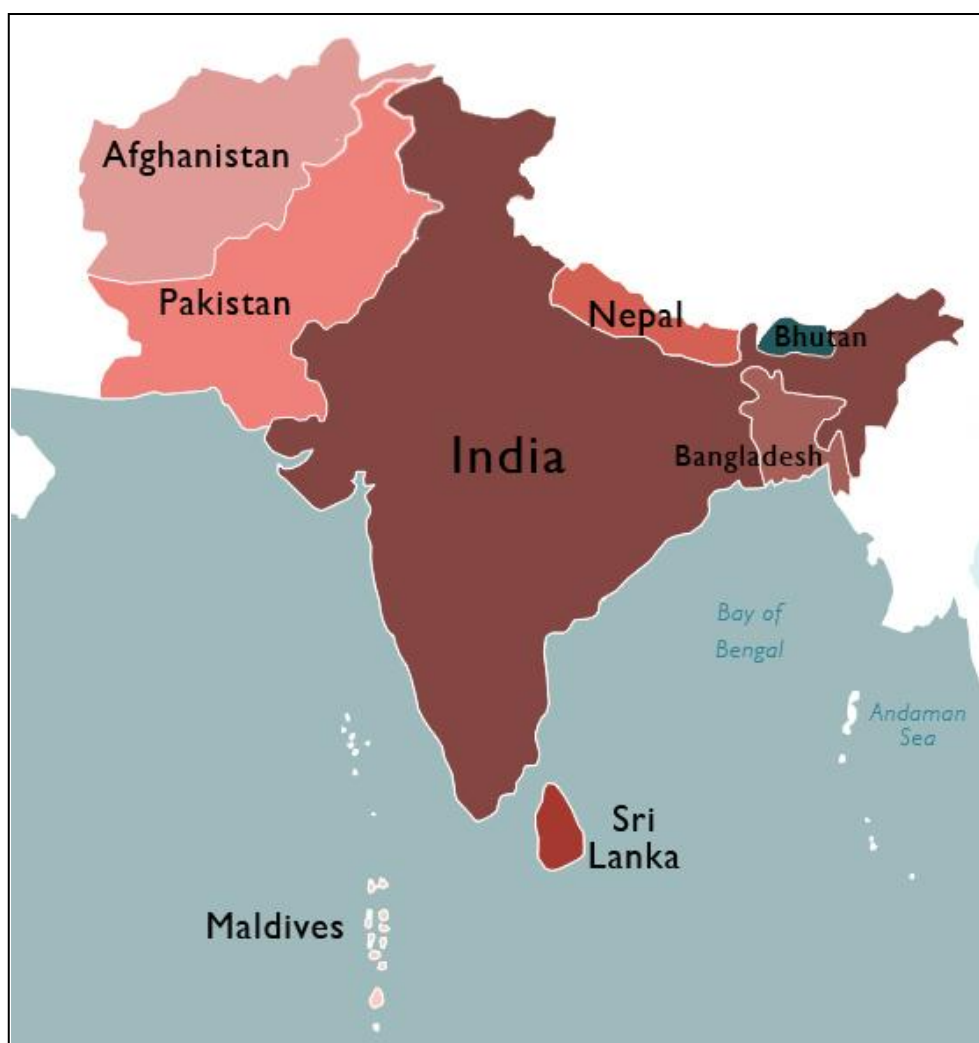 Afghanistan
Pakistan
Nepal
Bhutan
India
Bangladesh
Bay of
Bengal
Andaman
Sea
Sri
Lanka
Maldives